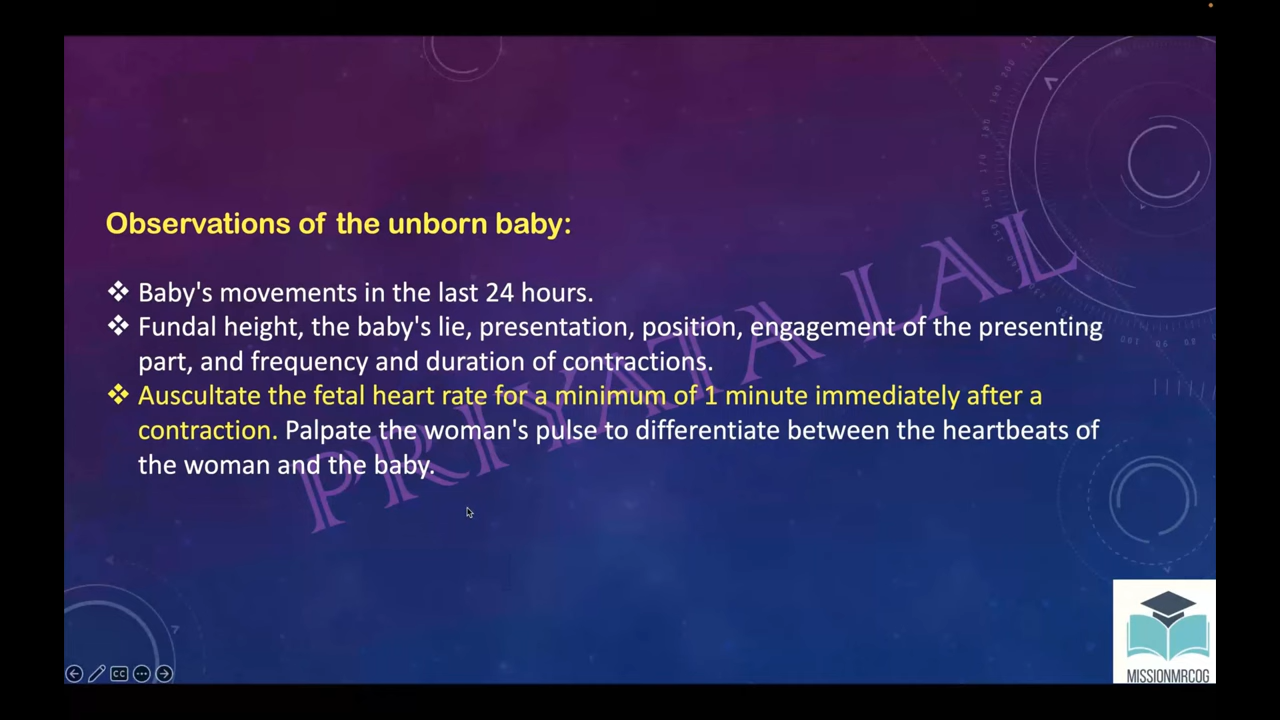 Observations of the unborn baby:
❖ Baby's movements in the last 24 hours.
❖ Fundal height, the baby's lie, presentation, position, engagement of the presenting
part, and frequency and duration of contractions.
❖ Auscultate the fetal heart rate for a minimum of 1 minute immediately after a
contraction. Palpate the woman's pulse to differentiate between the heartbeats of
the woman and the baby.
PRIYATA LAL
CC
MISSIONMRCOG